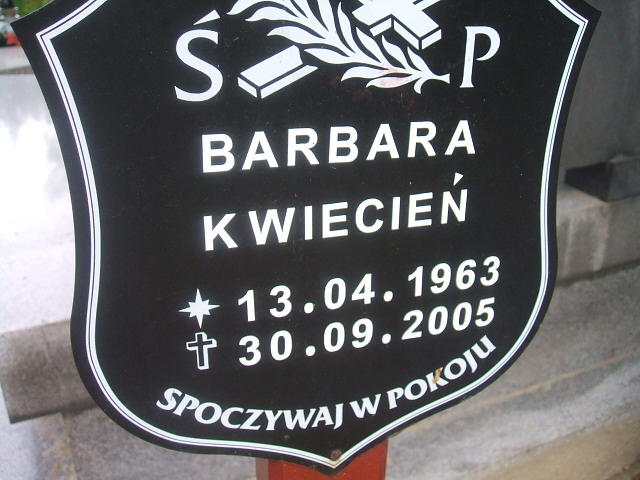 Ś P
BARBARA
KWIECIEŃ
13.04.1963
30.09.2005
SPOCZYWAJ W POKOJU